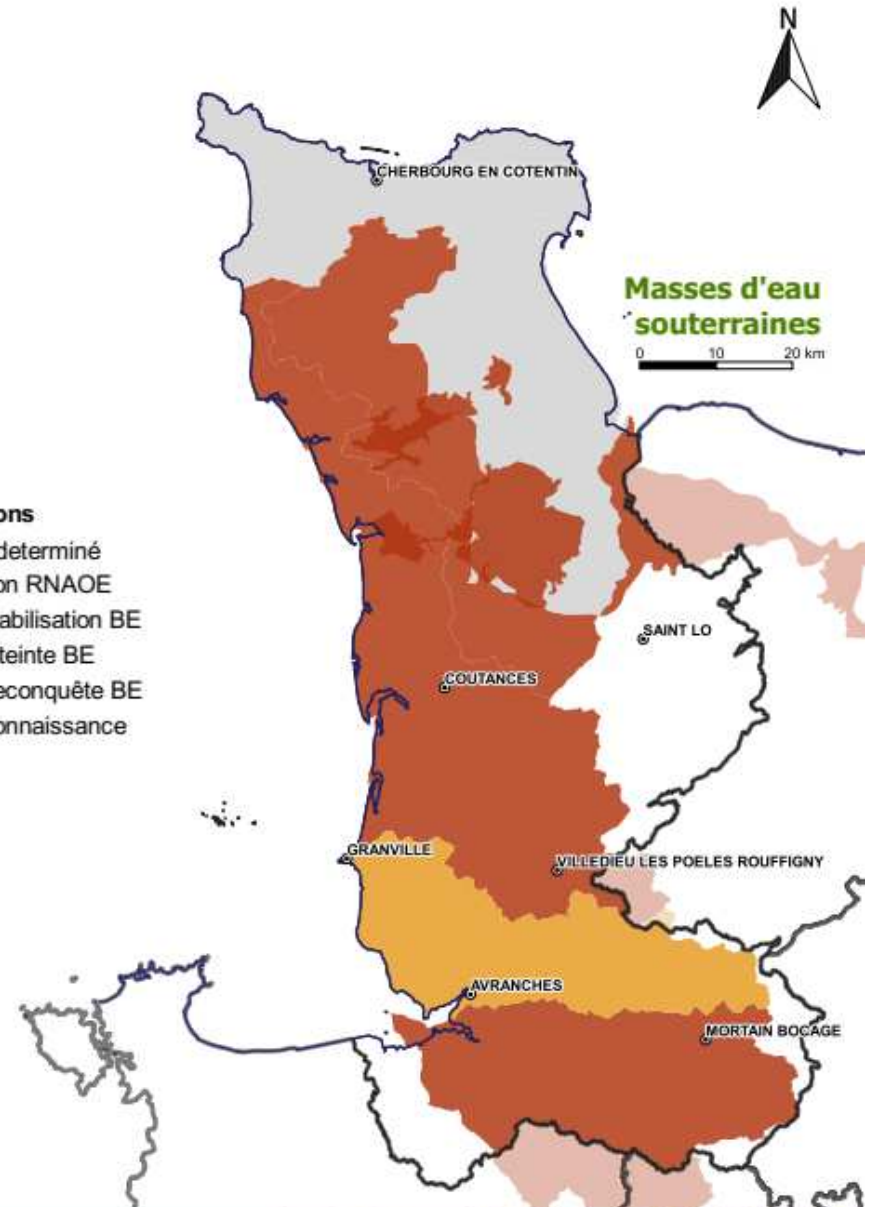 N
CHERBOURG EN COTENTIN
Masses d'eau
souterraines
0 10 20 km
ons
determiné
on RNAOE
abilisation BE
teinte BE
econquête BE
onnaissance
SAINT LO
COUTANCES
GRANVILLE
VILLEDIEU LES POELES ROUFFIGNY
AVRANCHES
MORTAIN BOCAGE